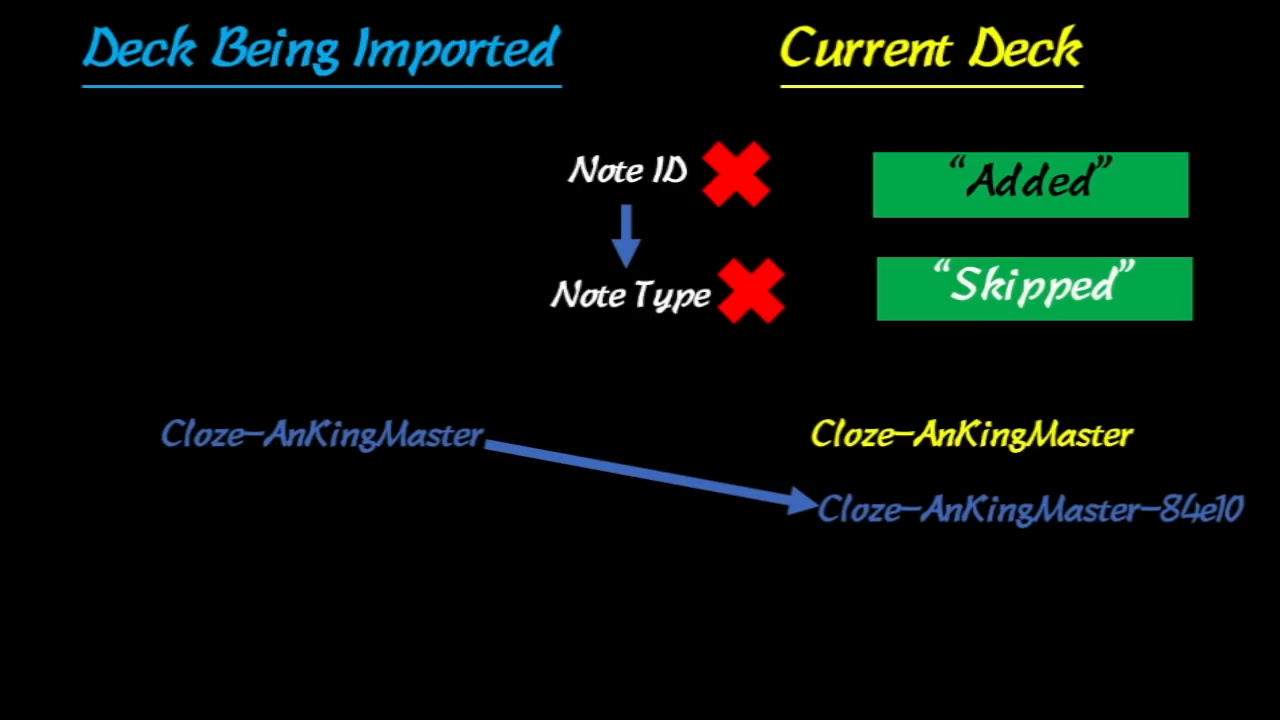 Deck Being Imported
Current Deck
Note ID
"Added"
Note Type
"Skipped"
Cloze-AnKingMaster
Cloze-AnKingMaster
Cloze-AnKingMaster-84e10